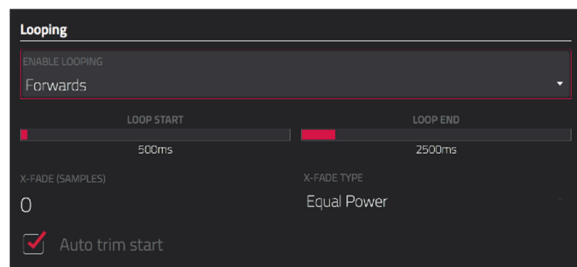 Looping
ENABLE LOOPING
Forwards
LOOP START LOOP END
500ms 2500ms
X-FADE (SAMPLES) X-FADE TYPE
0 Equal Power
Auto trim start